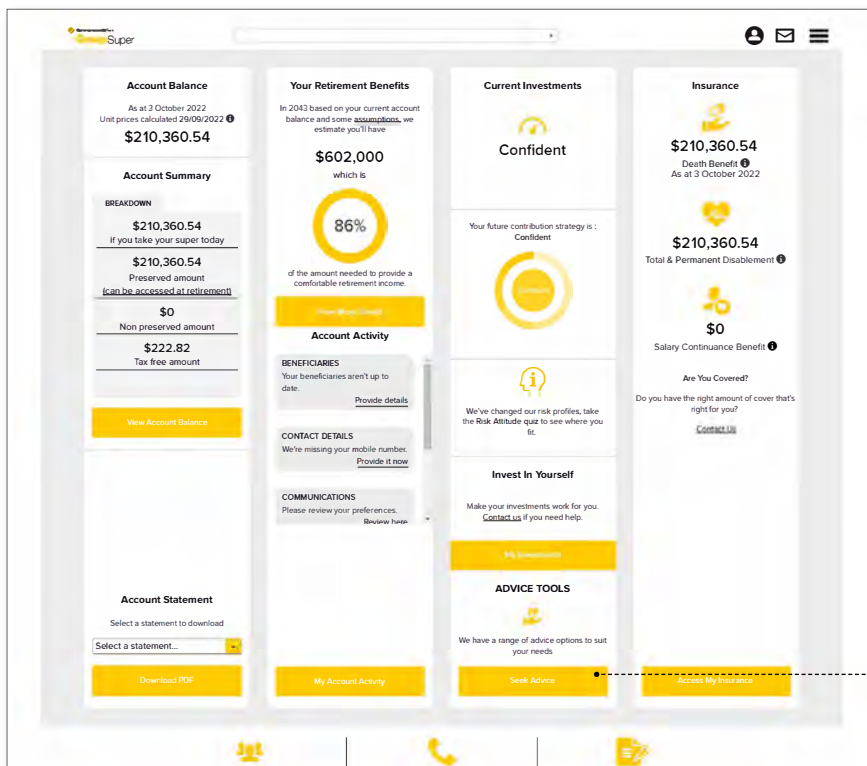 GroupSuper
Account Balance
As at 3 October 2022
Unit prices calculated 29/09/2022
$210,360.54
Account Summary
BREAKDOWN
$210,360.54
if you take your super today
$210,360.54
Preserved amount
(can be accessed at retirement)
$0
Non preserved amount
$222.82
Tax free amount
View Account Balance
Account Statement
Select a statement to download
Select a statement...
Download PDF
Your Retirement Benefits
In 2043 based on your current account
balance and some assumptions, we
estimate you'll have
$602,000
which is
86%
of the amount needed to provide a
comfortable retirement income.
Account Activity
BENEFICIARIES
Your beneficiaries aren't up to
date.
Provide details
CONTACT DETAILS
We're missing your mobile number.
Provide it now
COMMUNICATIONS
Please review your preferences.
Review here
My Account Activity
Current Investments
Confident
Your future contribution strategy is :
Confident
We've changed our risk profiles, take
the Risk Attitude quiz to see where you
fit.
Invest In Yourself
Make your investments work for you.
Contact us if you need help.
My Investments
ADVICE TOOLS
We have a range of advice options to suit
your needs
Seek Advice
Insurance
$210,360.54
Death Benefit
As at 3 October 2022
$210,360.54
Total & Permanent Disablement
$0
Salary Continuance Benefit
Are You Covered?
Do you have the right amount of cover that's
right for you?
Contact Us
Access My Insurance